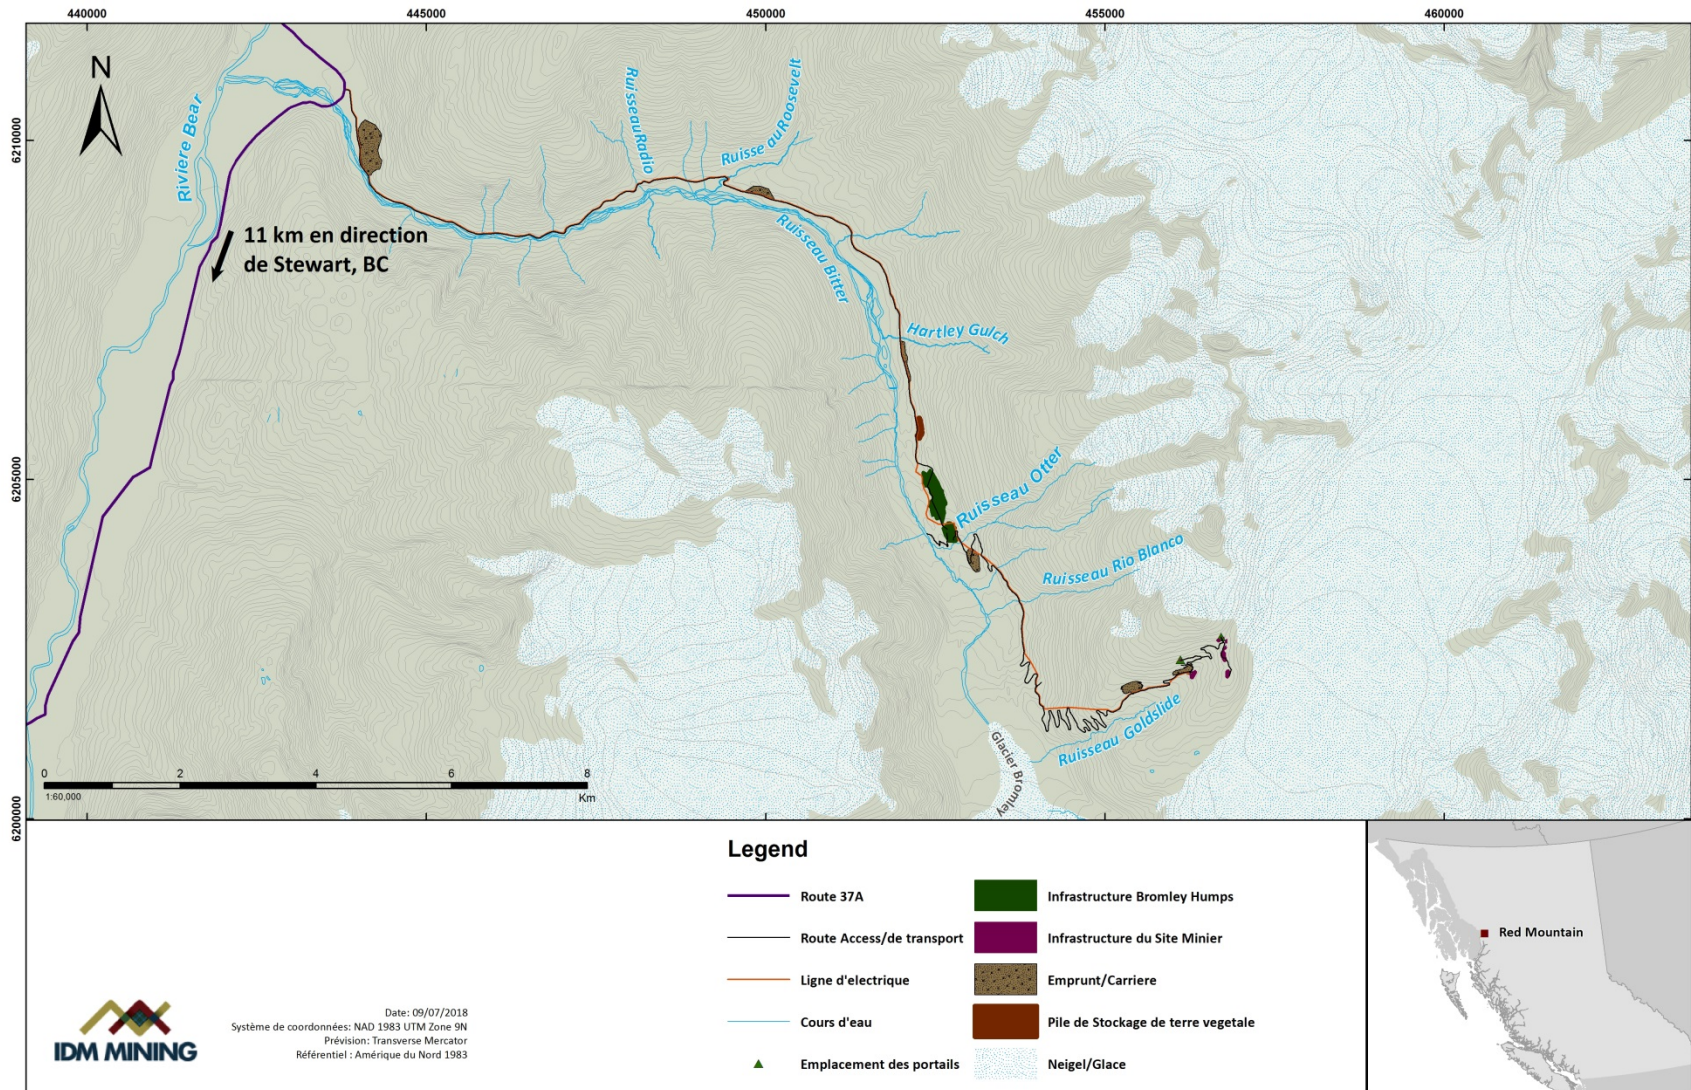 440000
445000
450000
455000
460000
N
6210000
6205000
6200000
Riviere Bear
11 km en direction
de Stewart, BC
RuisseauRadio
Ruisse auRoosevelt
Ruisseau Bitter
Hartley Gulch
Ruisseau Otter
Ruisseau Rio Blanco
Ruisseau Goldslide
Glacier Bromley
0 2 4 6 8
1:60,000
Km
Legend
Route 37A
Route Access/de transport
Ligne d'electrique
Cours d'eau
Emplacement des portails
Infrastructure Bromley Humps
Infrastructure du Site Minier
Emprunt/Carriere
Pile de Stockage de terre vegetale
Neigel/Glace
Red Mountain
IDM MINING
Date: 09/07/2018
Système de coordonnées: NAD 1983 UTM Zone 9N
Prévision: Transverse Mercator
Référentiel : Amérique du Nord 1983